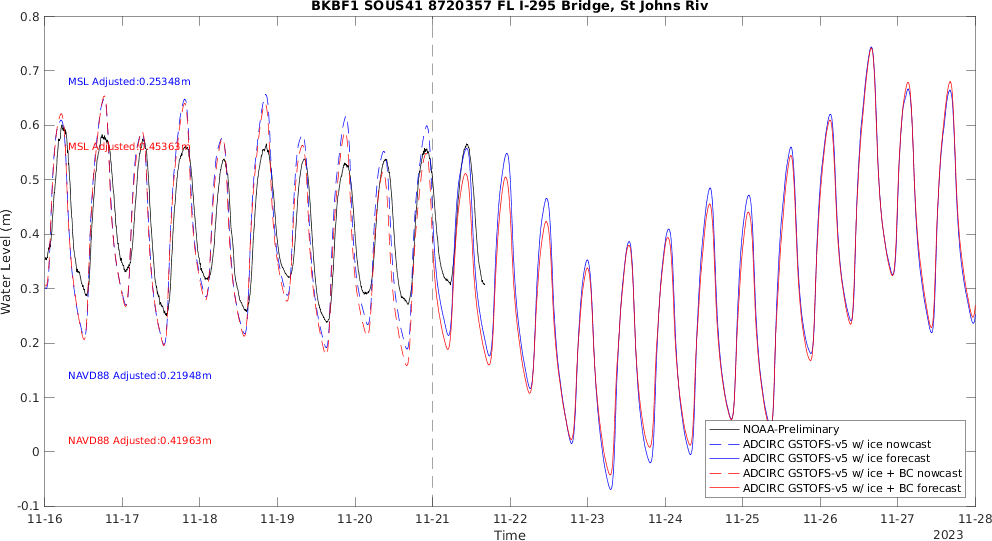 BKBF1 SOUS41 8720357 FL I-295 Bridge, St Johns Riv
0.8
0.7
0.6
0.5
0.4
0.3
0.2
0.1
0
-0.1
Water Level (m)
MSL Adjusted:0.25348m
MSL Adjusted:0.45363m
NAVD88 Adjusted:0.21948m
NAVD88 Adjusted:0.41963m
NOAA-Preliminary
ADCIRC GSTOFS-v5 w/ ice nowcast
ADCIRC GSTOFS-v5 w/ ice forecast
ADCIRC GSTOFS-v5 w/ ice + BC nowcast
ADCIRC GSTOFS-v5 w/ ice + BC forecast
11-16 11-17 11-18 11-19 11-20 11-21 11-22 11-23 11-24 11-25 11-26 11-27 11-28
Time
2023